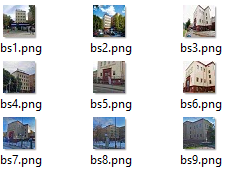 bs1.png bs2.png bs3.png
bs4.png bs5.png bs6.png
bs7.png bs8.png bs9.png